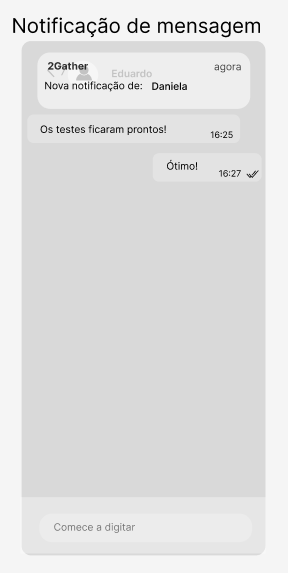 Notificação de mensagem
2Gather agora
Eduardo
Nova notificação de: Daniela
Os testes ficaram prontos!
16:25
Ótimo!
16:27
Comece a digitar